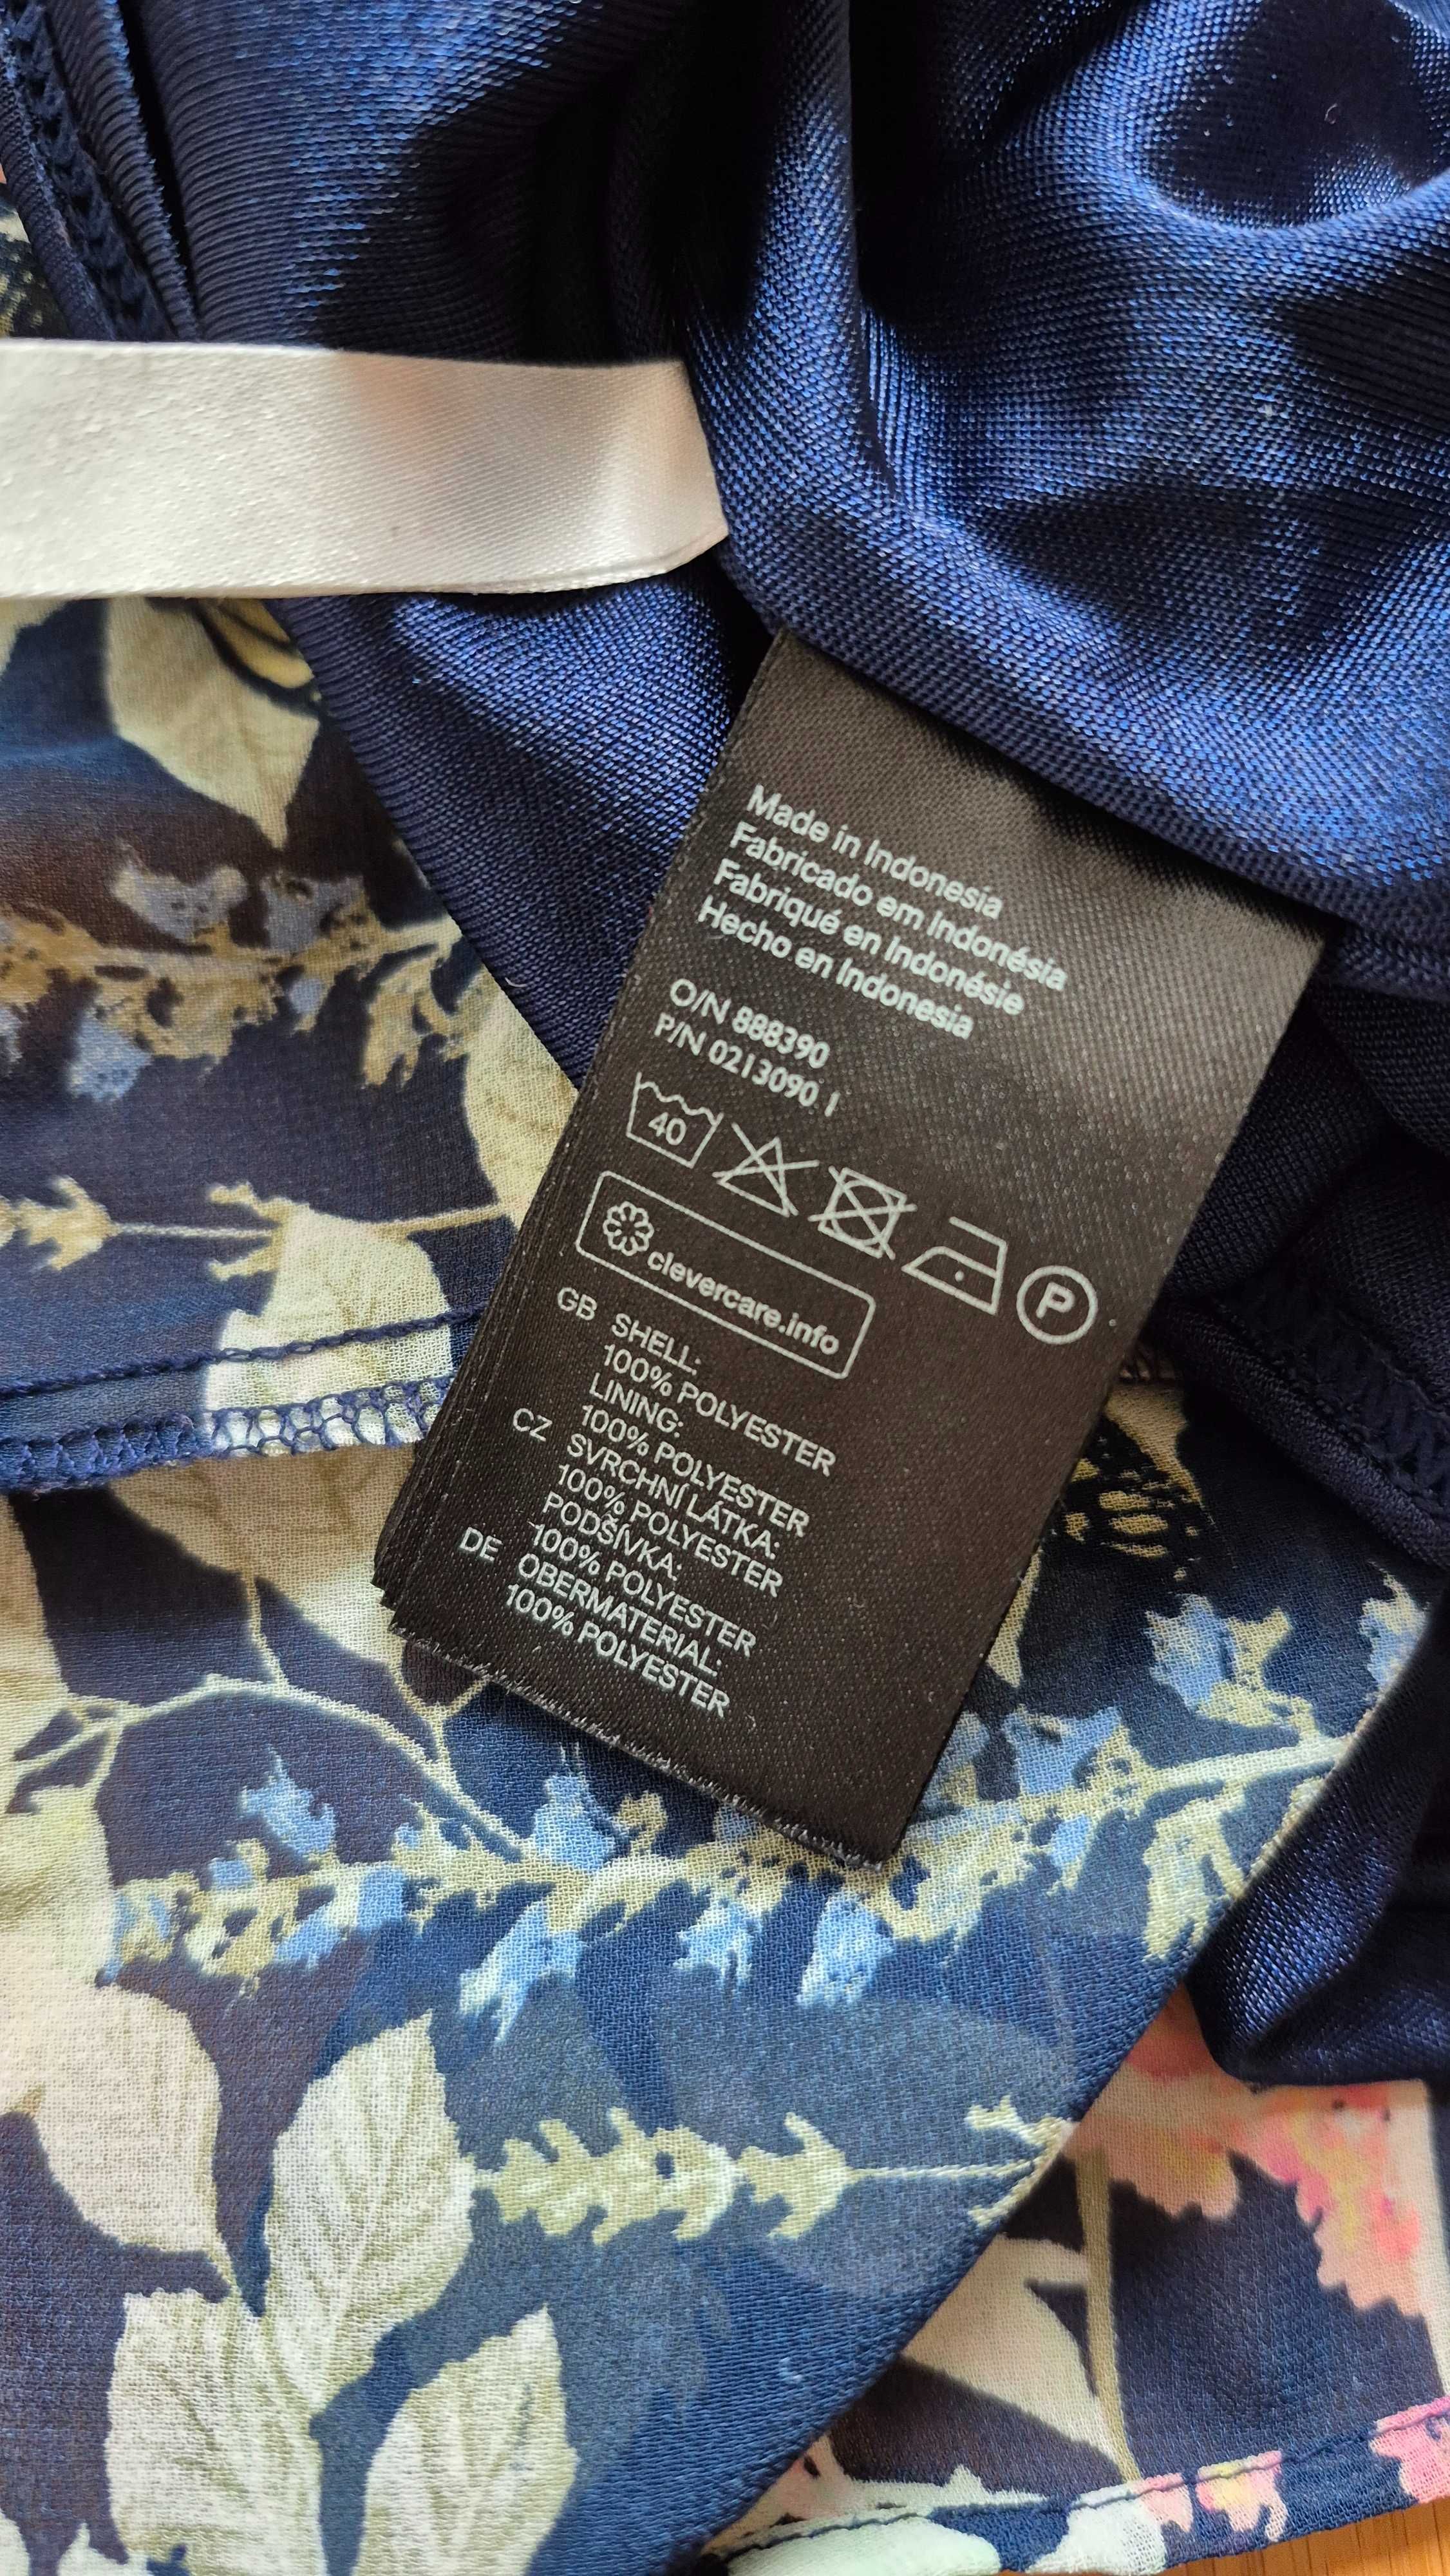 Made in Indonesia
Fabricado em Indonésia
Fabriqué en Indonésie
Hecho en Indonesia
O/N 888390
P/N 0213090 1
40
P
clevercare.info
GB SHELL:
100% POLYESTER
LINING:
100% POLYESTER
CZ SVRCHNÍ LÁTKA:
100% POLYESTER
PODŠÍVKA:
100% POLYESTER
DE OBERMATERIAL:
100% POLYESTER